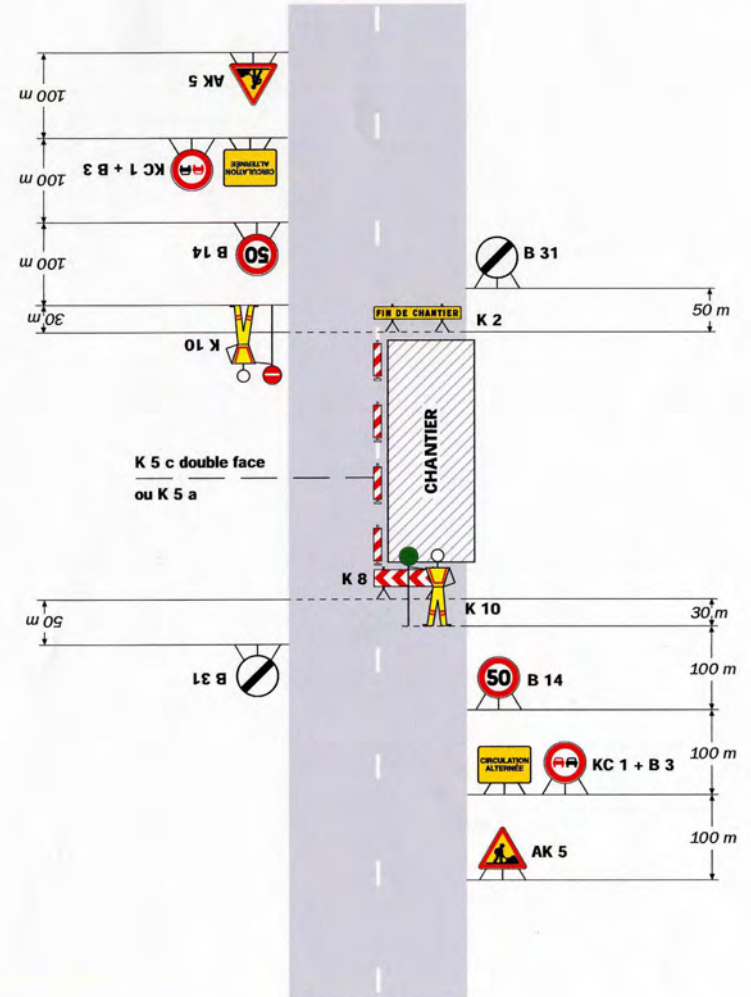 AK 5
100 m
KC 1 + B 3
CIRCULATION
ALTERNÉE
100 m
B 14
50
100 m
30 m
K 10
B 31
50 m
FIN DE CHANTIER
K 2
CHANTIER
K 5 c double face
ou K 5 a
K 8
K 10
30 m
50 m
B 31
50
B 14
100 m
CIRCULATION
ALTERNÉE
KC 1 + B 3
100 m
AK 5
100 m